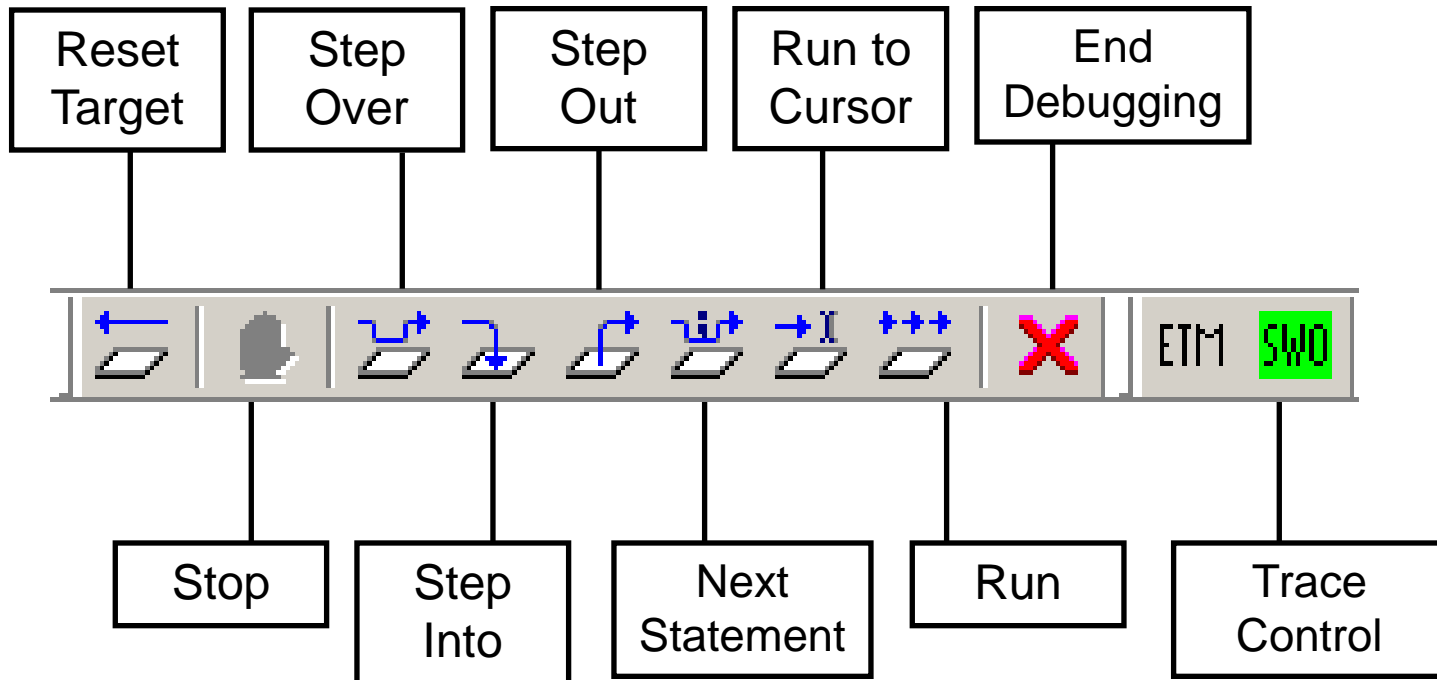 Reset
Target
Step
Over
Step
Out
Run to
Cursor
End
Debugging
ETM
SWO
Stop
Step
Into
Next
Statement
Run
Trace
Control